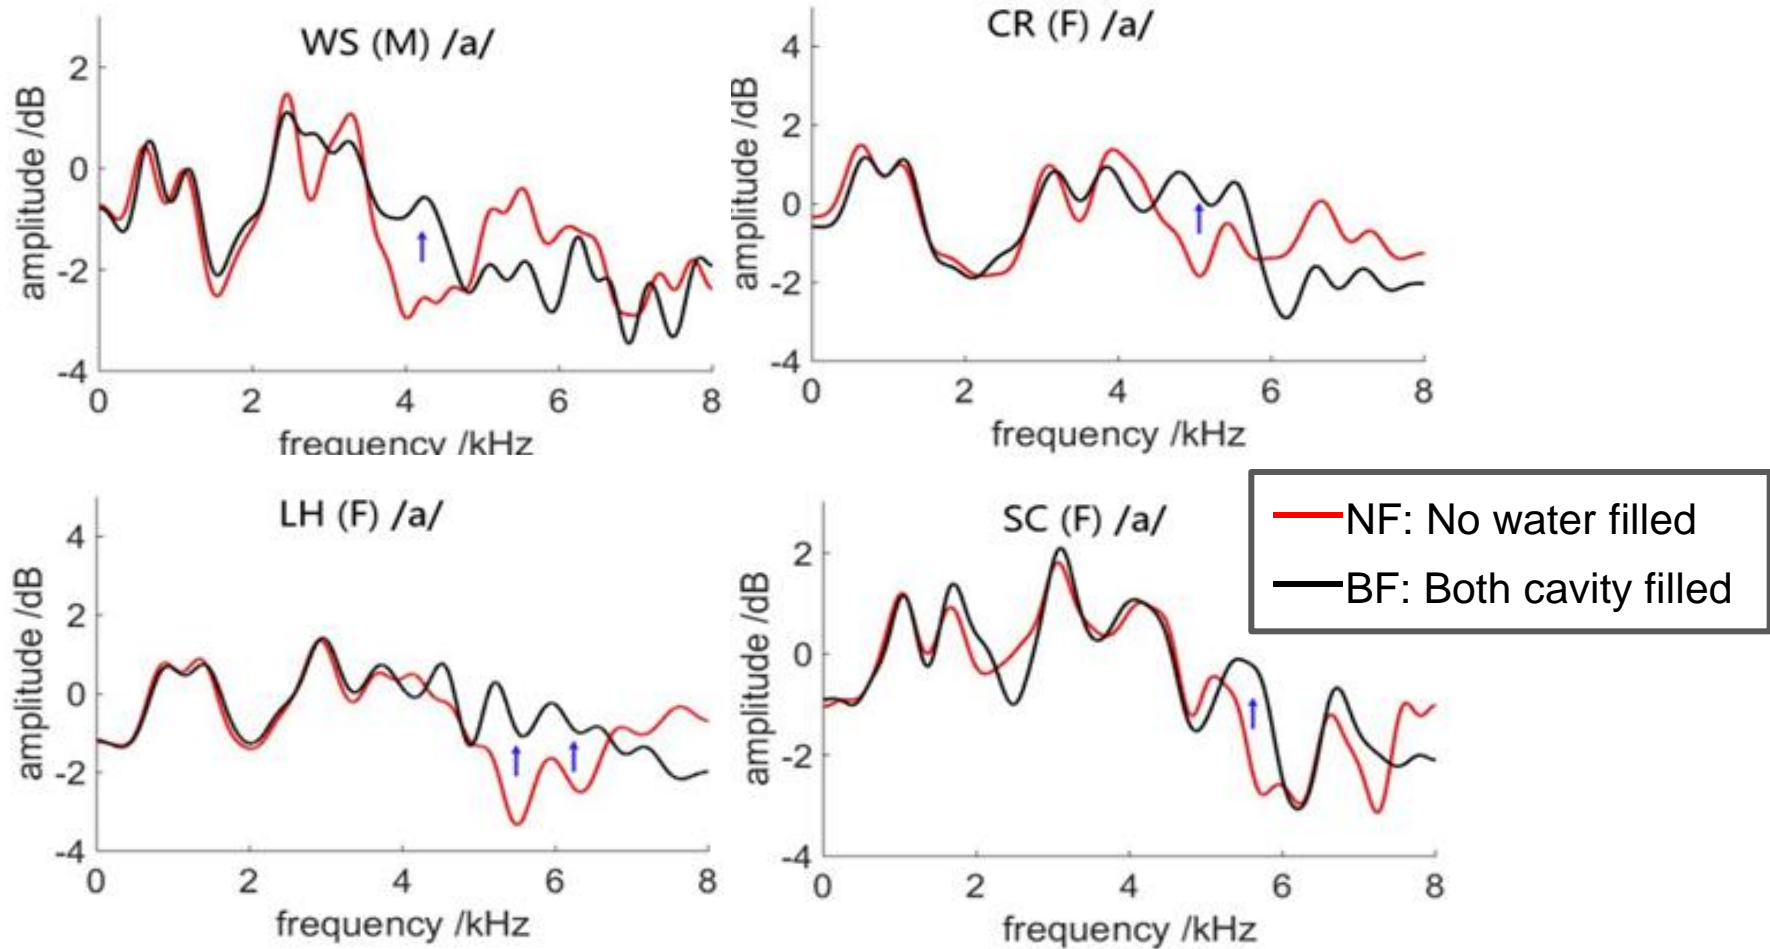 WS (M) /a/
2
0
-2
-4
amplitude /dB
0 2 4 6 8
frequency /kHz
CR (F) /a/
4
2
0
-2
-4
amplitude /dB
0 2 4 6 8
frequency /kHz
LH (F) /a/
4
2
0
-2
-4
amplitude /dB
0 2 4 6 8
frequency /kHz
SC (F) /a/
2
0
-2
-4
amplitude /dB
0 2 4 6 8
frequency /kHz
NF: No water filled
BF: Both cavity filled